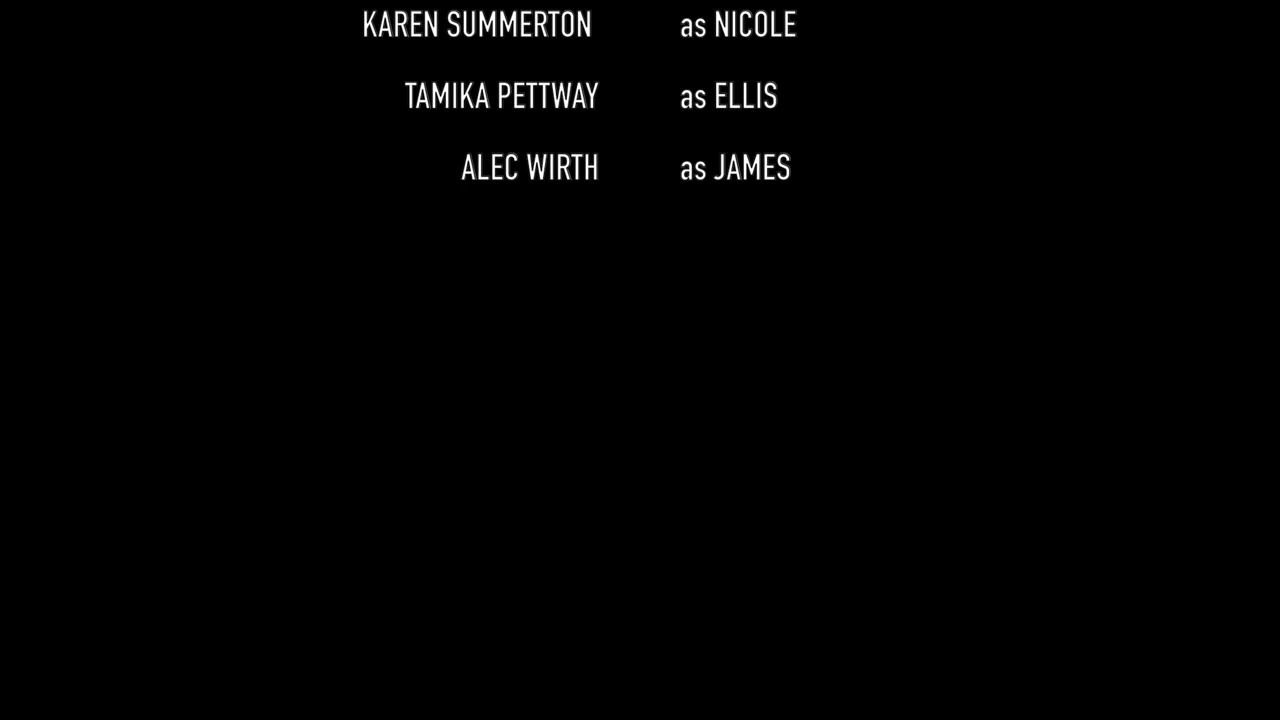 KAREN SUMMERTON as NICOLE
TAMIKA PETTWAY as ELLIS
ALEC WIRTH as JAMES